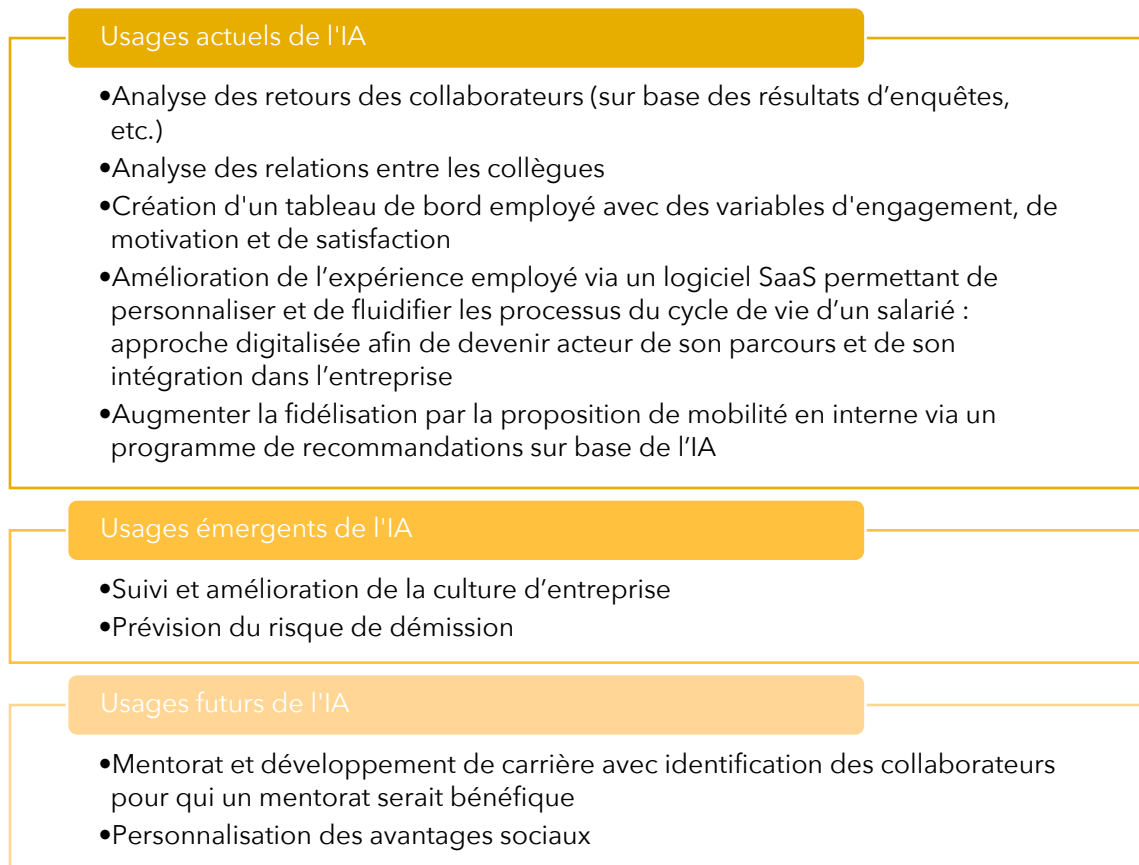 Usages actuels de l'IA
•Analyse des retours des collaborateurs (sur base des résultats d’enquêtes,
etc.)
•Analyse des relations entre les collègues
•Création d'un tableau de bord employé avec des variables d'engagement, de
motivation et de satisfaction
•Amélioration de l’expérience employé via un logiciel SaaS permettant de
personnaliser et de fluidifier les processus du cycle de vie d’un salarié :
approche digitalisée afin de devenir acteur de son parcours et de son
intégration dans l’entreprise
•Augmenter la fidélisation par la proposition de mobilité en interne via un
programme de recommandations sur base de l’IA
Usages émergents de l'IA
•Suivi et amélioration de la culture d’entreprise
•Prévision du risque de démission
Usages futurs de l'IA
•Mentorat et développement de carrière avec identification des collaborateurs
pour qui un mentorat serait bénéfique
•Personnalisation des avantages sociaux